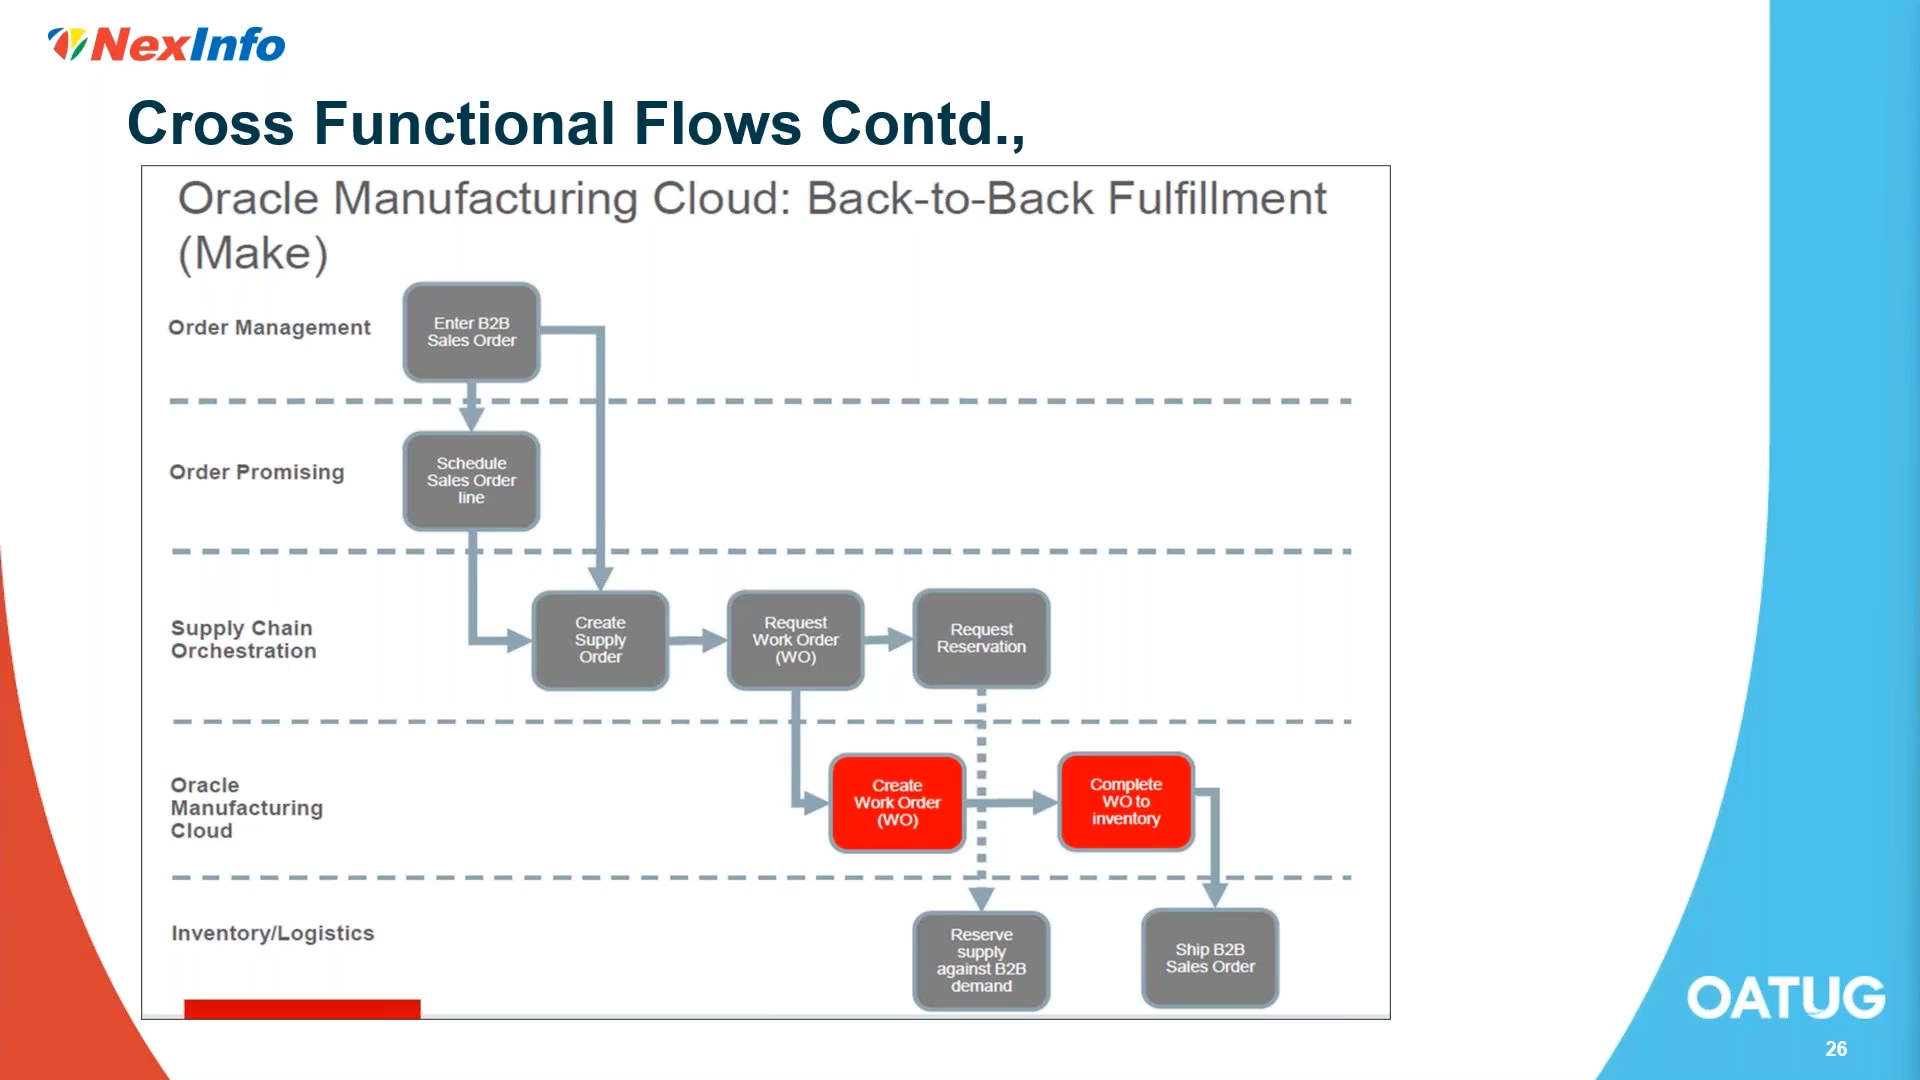 NexInfo
Cross Functional Flows Contd.,
Oracle Manufacturing Cloud: Back-to-Back Fulfillment
(Make)
Order Management
Enter B2B
Sales Order
Order Promising
Schedule
Sales Order
line
Supply Chain
Orchestration
Create
Supply
Order
Request
Work Order
(WO)
Request
Reservation
Oracle
Manufacturing
Cloud
Create
Work Order
(WO)
Complete
WO to
inventory
Inventory/Logistics
Reserve
supply
against B2B
demand
Ship B2B
Sales Order
OATUG
26